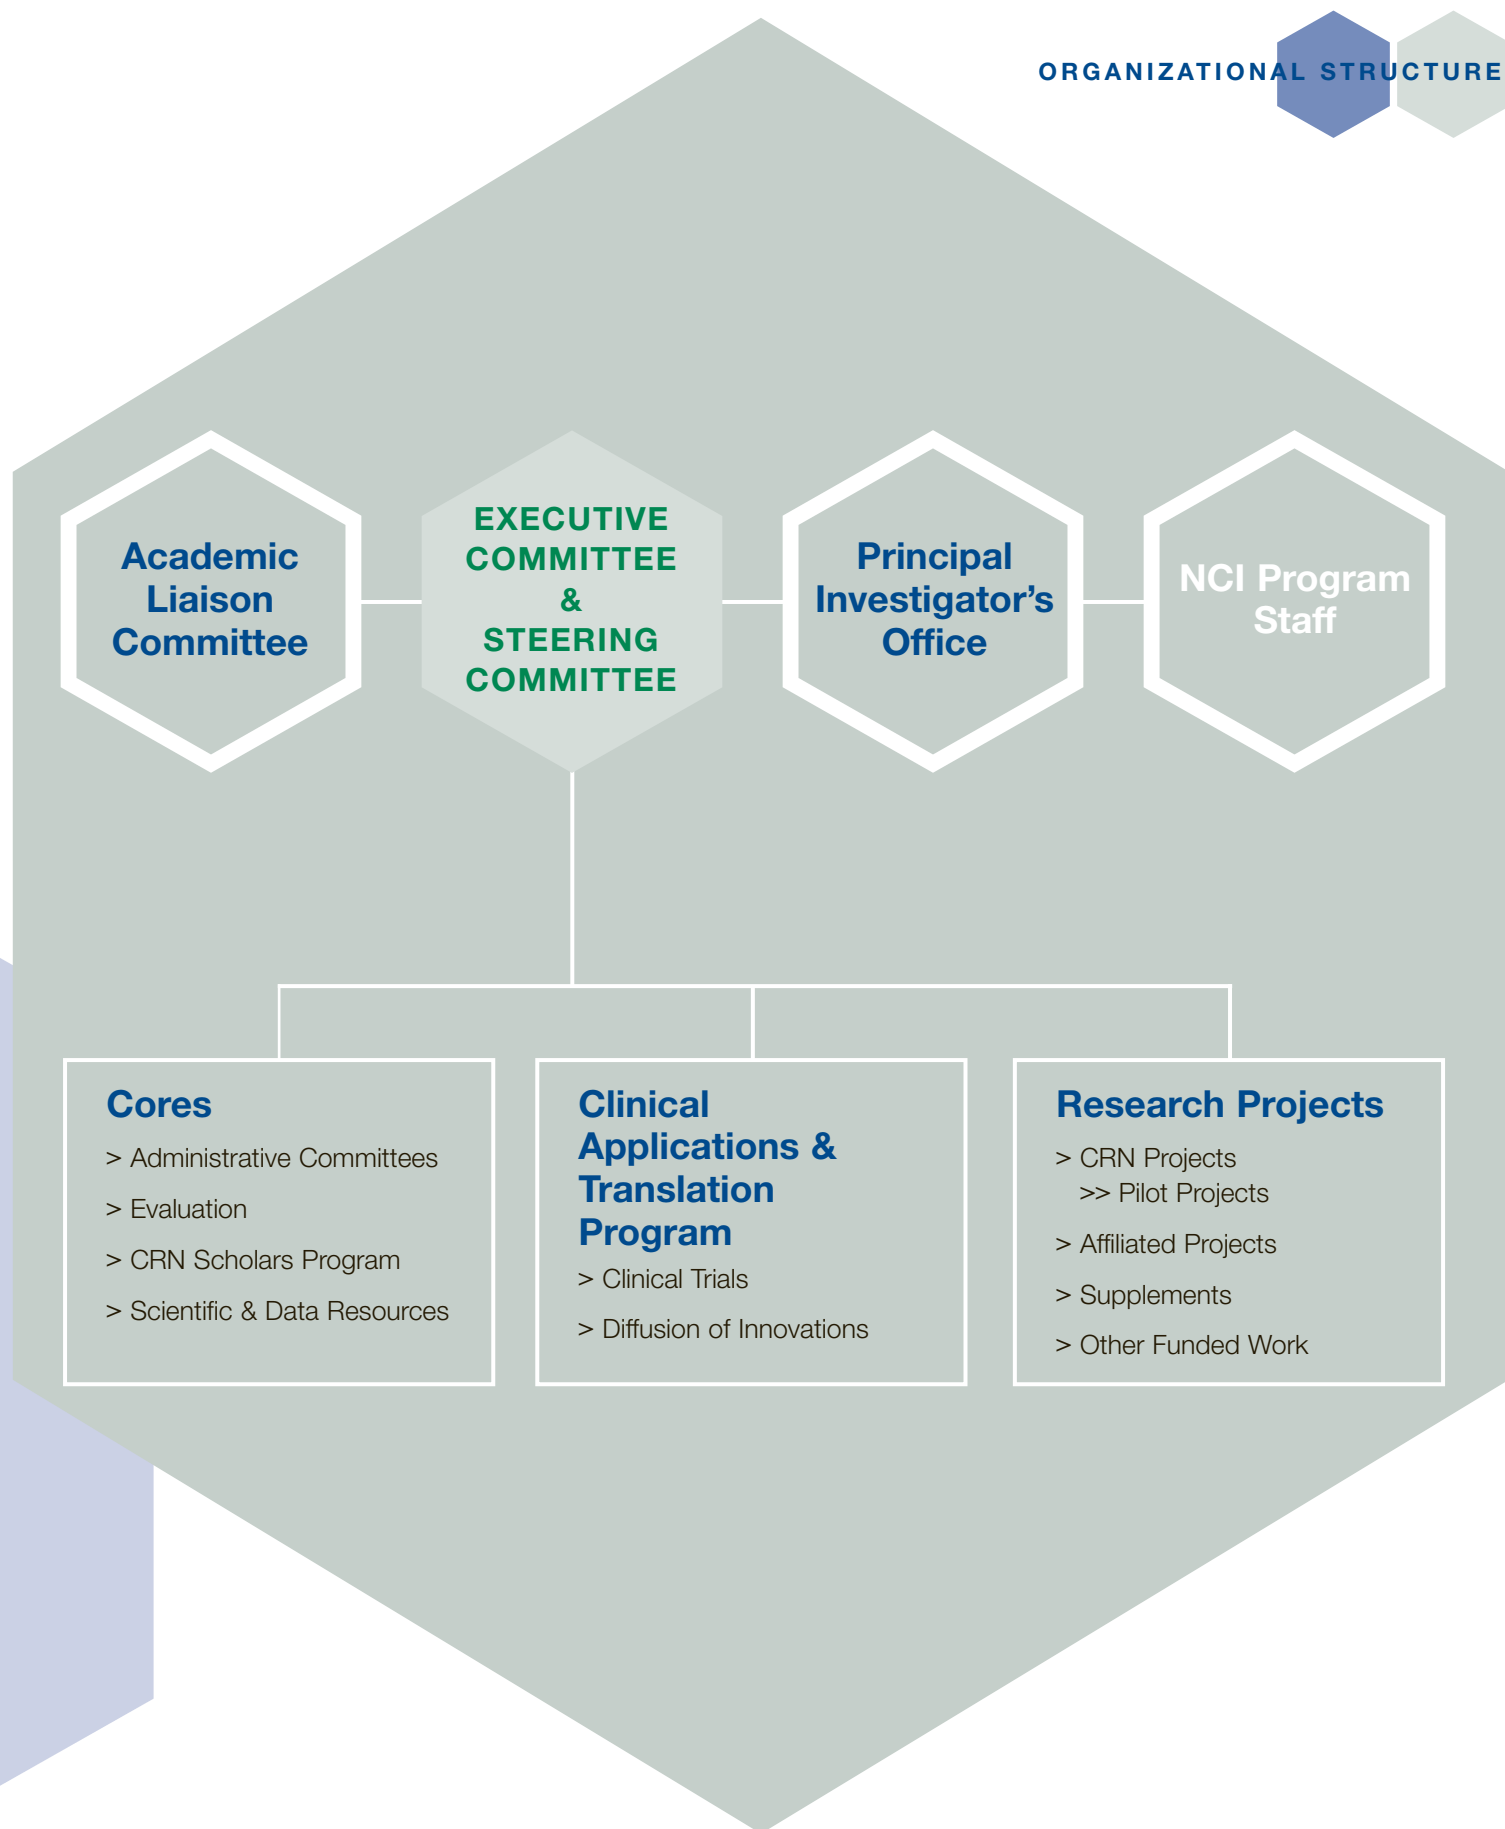 ORGANIZATIONAL STRUCTURE
Academic
Liaison
Committee
EXECUTIVE
COMMITTEE
&
STEERING
COMMITTEE
Principal
Investigator’s
Office
NCI Program
Staff
Cores
> Administrative Committees
> Evaluation
> CRN Scholars Program
> Scientific & Data Resources
Clinical
Applications &
Translation
Program
> Clinical Trials
> Diffusion of Innovations
Research Projects
> CRN Projects
>> Pilot Projects
> Affiliated Projects
> Supplements
> Other Funded Work